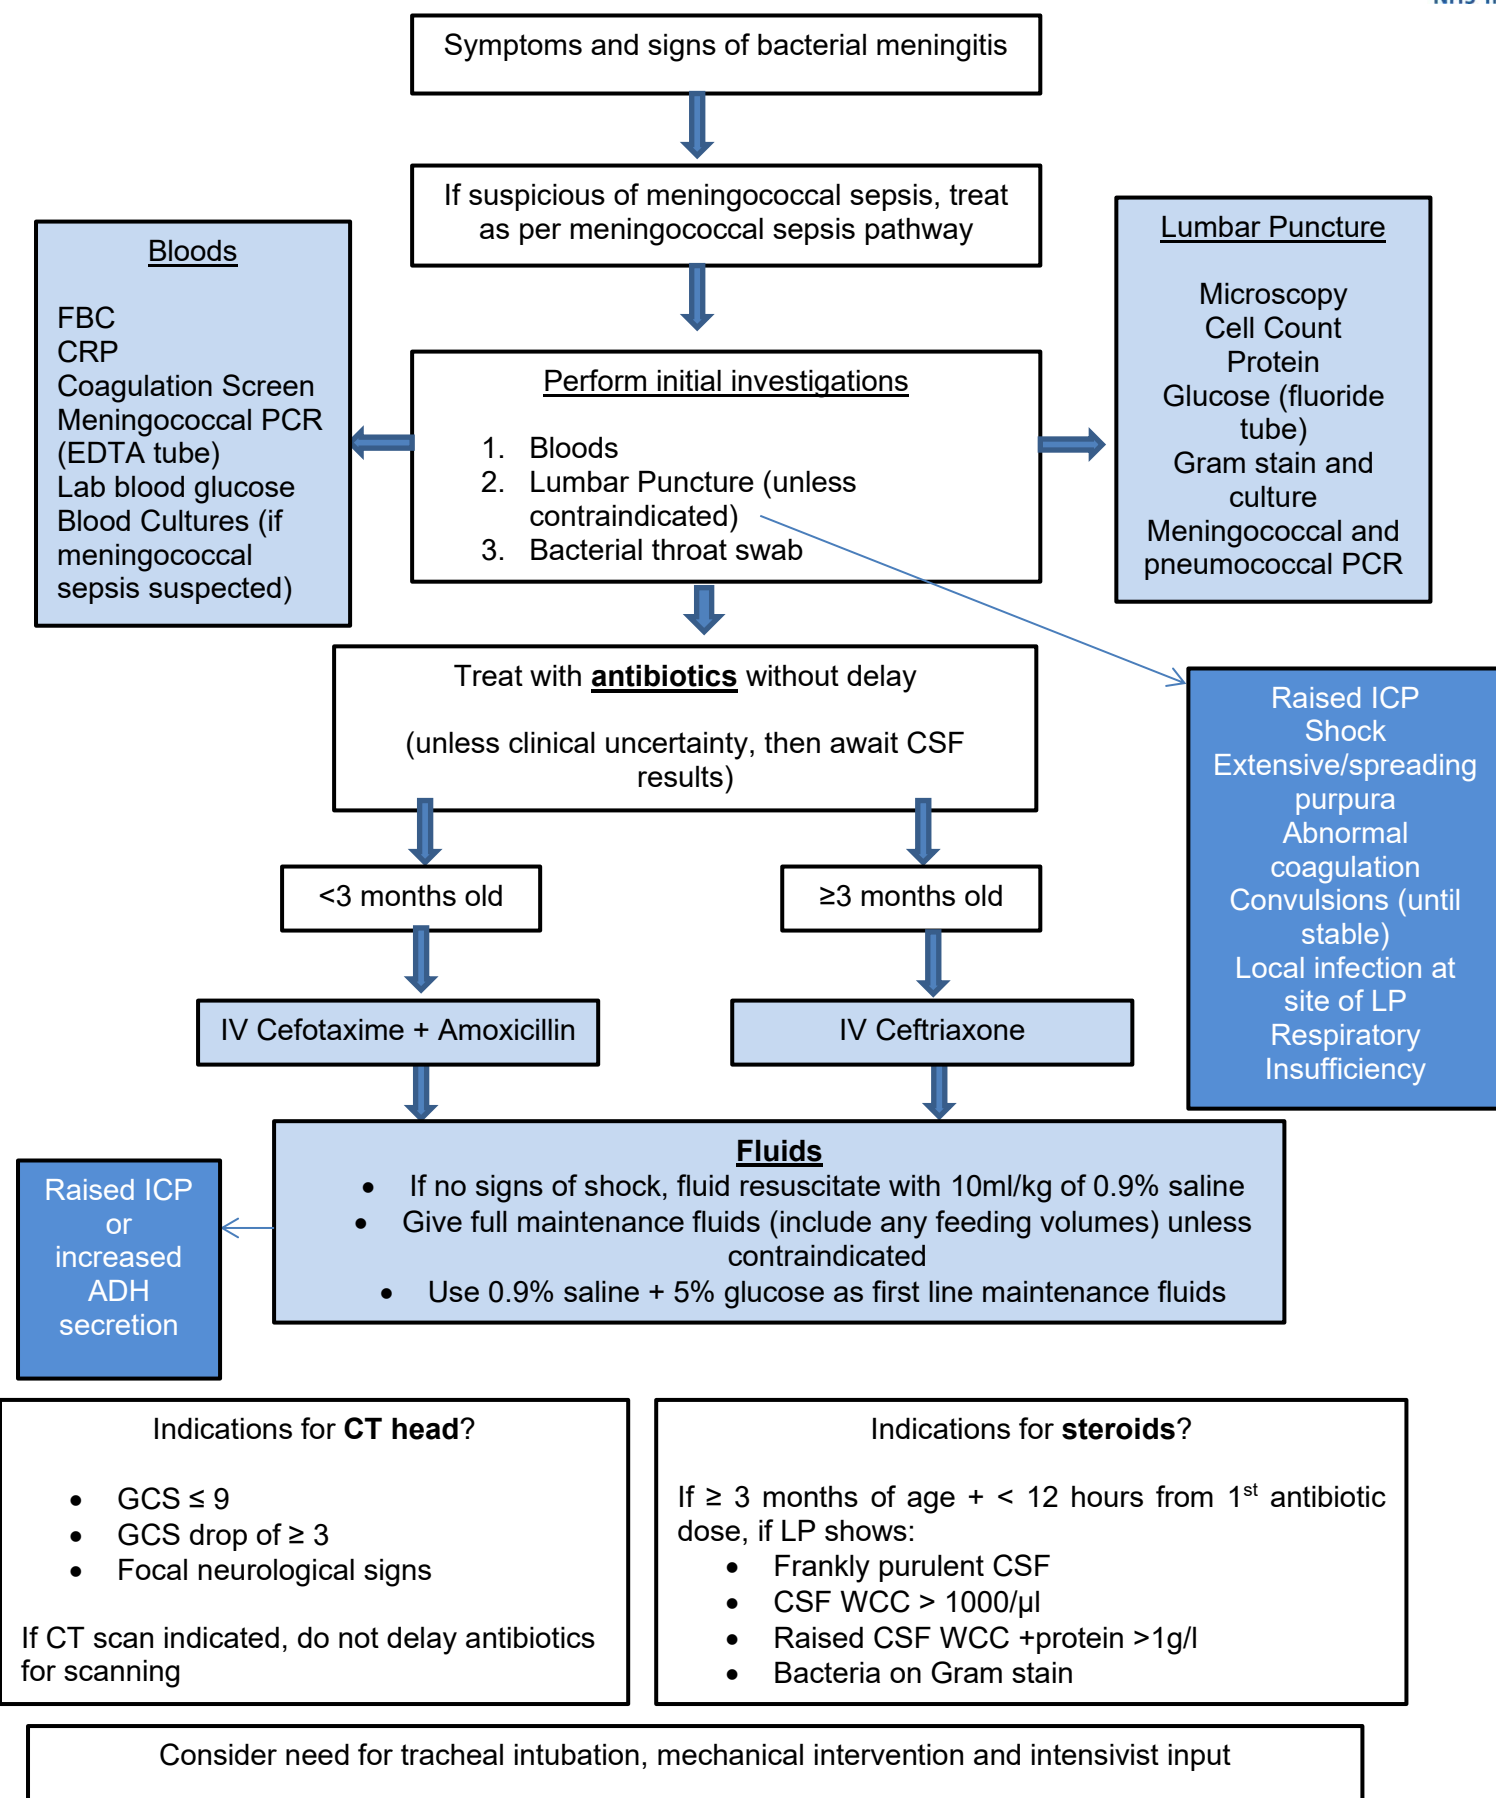 Symptoms and signs of bacterial meningitis
If suspicious of meningococcal sepsis, treat
as per meningococcal sepsis pathway
Bloods
FBC
CRP
Coagulation Screen
Meningococcal PCR
(EDTA tube)
Lab blood glucose
Blood Cultures (if
meningococcal
sepsis suspected)
Perform initial investigations
1. Bloods
2. Lumbar Puncture (unless
contraindicated)
3. Bacterial throat swab
Lumbar Puncture
Microscopy
Cell Count
Protein
Glucose (fluoride
tube)
Gram stain and
culture
Meningococcal and
pneumococcal PCR
Treat with antibiotics without delay
(unless clinical uncertainty, then await CSF
results)
Raised ICP
Shock
Extensive/spreading
purpura
Abnormal
coagulation
Convulsions (until
stable)
Local infection at
site of LP
Respiratory
Insufficiency
<3 months old
≥3 months old
IV Cefotaxime + Amoxicillin
IV Ceftriaxone
Fluids
• If no signs of shock, fluid resuscitate with 10ml/kg of 0.9% saline
• Give full maintenance fluids (include any feeding volumes) unless
contraindicated
• Use 0.9% saline + 5% glucose as first line maintenance fluids
Raised ICP
or
increased
ADH
secretion
Indications for CT head?
• GCS ≤ 9
• GCS drop of ≥ 3
• Focal neurological signs
If CT scan indicated, do not delay antibiotics
for scanning
Indications for steroids?
If ≥ 3 months of age + < 12 hours from 1st antibiotic
dose, if LP shows:
• Frankly purulent CSF
• CSF WCC > 1000/μl
• Raised CSF WCC +protein >1g/l
• Bacteria on Gram stain
Consider need for tracheal intubation, mechanical intervention and intensivist input